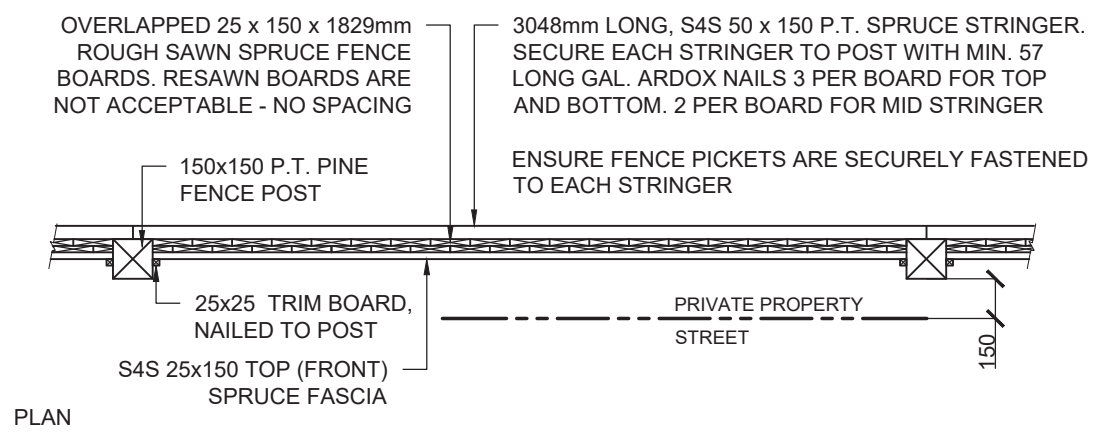 OVERLAPPED 25 x 150 x 1829mm
ROUGH SAWN SPRUCE FENCE
BOARDS. RESAWN BOARDS ARE
NOT ACCEPTABLE - NO SPACING
3048mm LONG, S4S 50 x 150 P.T. SPRUCE STRINGER.
SECURE EACH STRINGER TO POST WITH MIN. 57
LONG GAL. ARDOX NAILS 3 PER BOARD FOR TOP
AND BOTTOM. 2 PER BOARD FOR MID STRINGER
ENSURE FENCE PICKETS ARE SECURELY FASTENED
TO EACH STRINGER
150x150 P.T. PINE
FENCE POST
25x25 TRIM BOARD,
NAILED TO POST
PRIVATE PROPERTY
STREET
150
S4S 25x150 TOP (FRONT)
SPRUCE FASCIA
PLAN